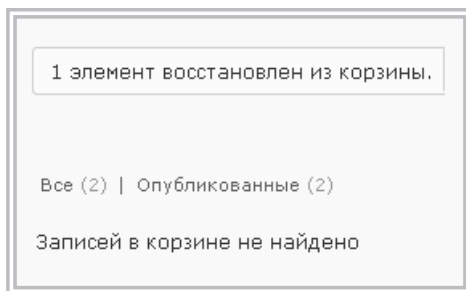 1 элемент восстановлен из корзины.
Все (2) | Опубликованные (2)
Записей в корзине не найдено